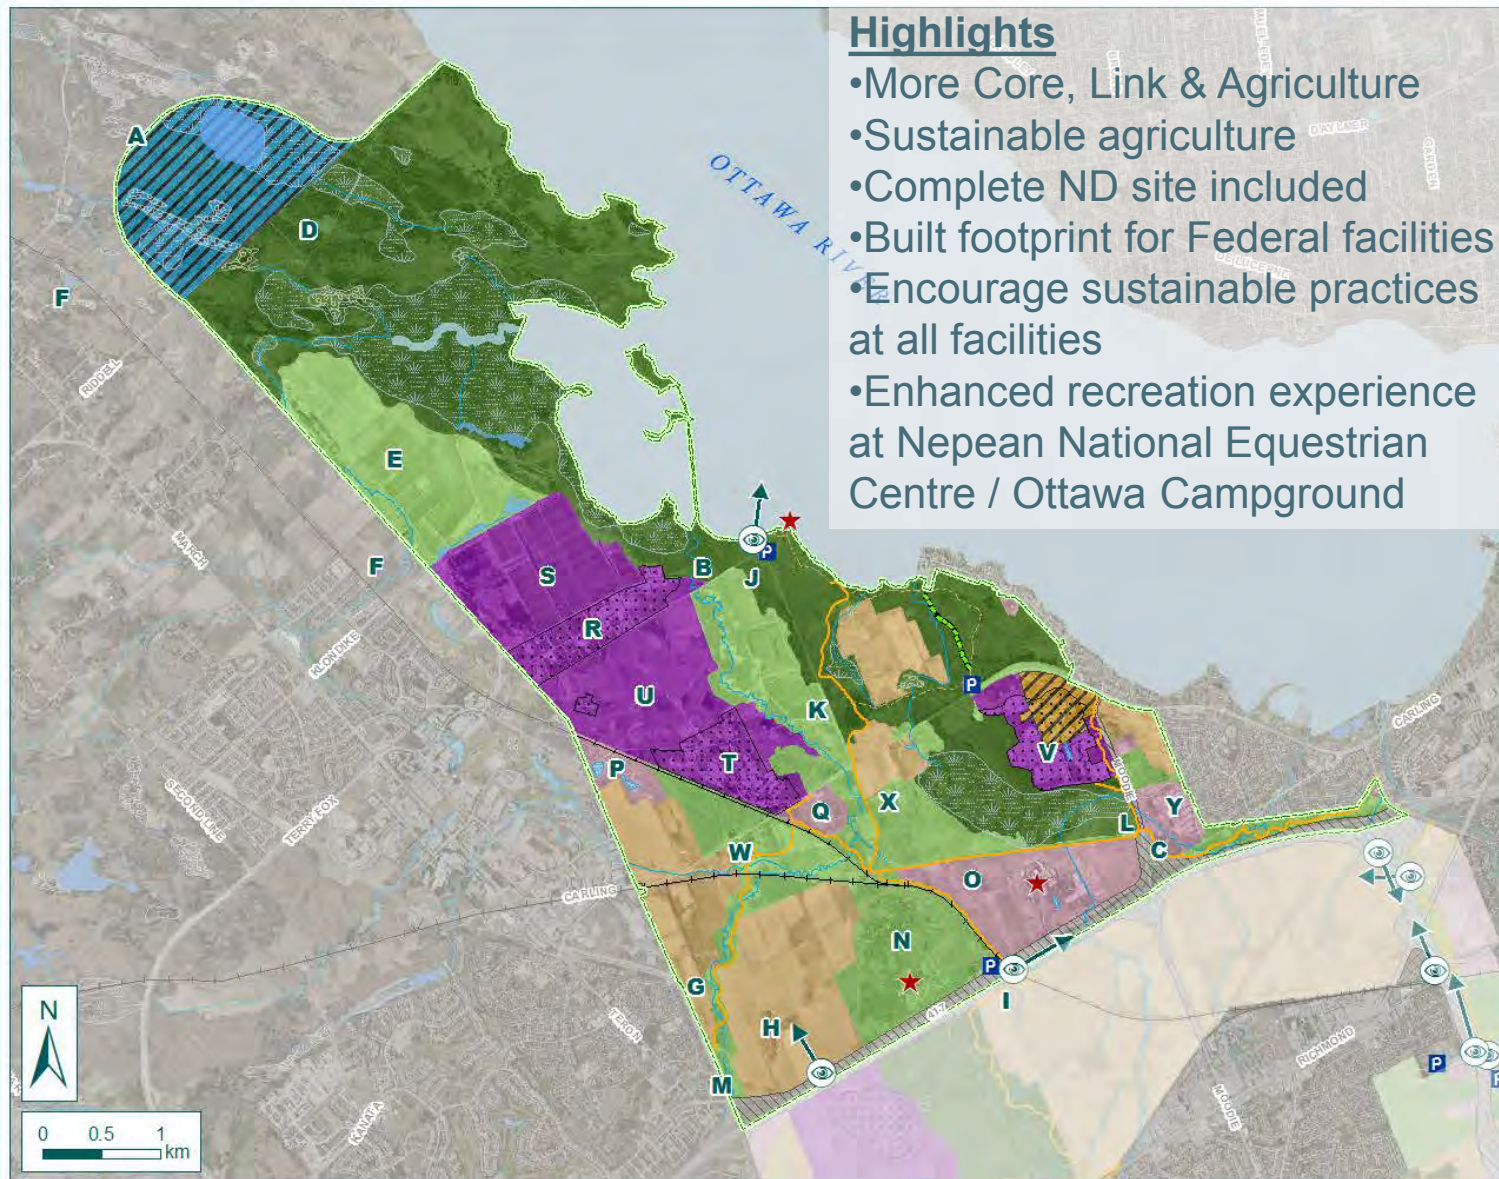 Highlights
•More Core, Link & Agriculture
•Sustainable agriculture
•Complete ND site included
•Built footprint for Federal facilities
•Encourage sustainable practices
at all facilities
•Enhanced recreation experience
at Nepean National Equestrian
Centre / Ottawa Campground
OTTAWA RIVER
A
D
F
RIDDELL
E
MARCH
F
S
B
J
P
R
KLONDIKE
U
K
P
V
MOODIE
CARLING
P
T
Q
X
L
Y
C
SECOND LINE
TERRY FOX
W
CARLING
O
N
G
P
I
H
417
TERON
M
KANATA
RICHMOND
MOODIE
P
P
N
0 0.5 1
km